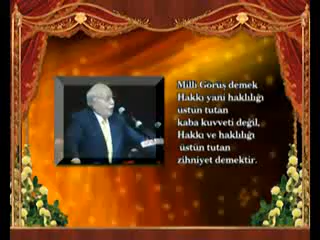 Milli Görüş demek
Hakkı yani haklılığı
üstün tutan
kaba kuvveti değil,
Hakkı ve haklılığı
üstün tutan
zihniyet demektir.